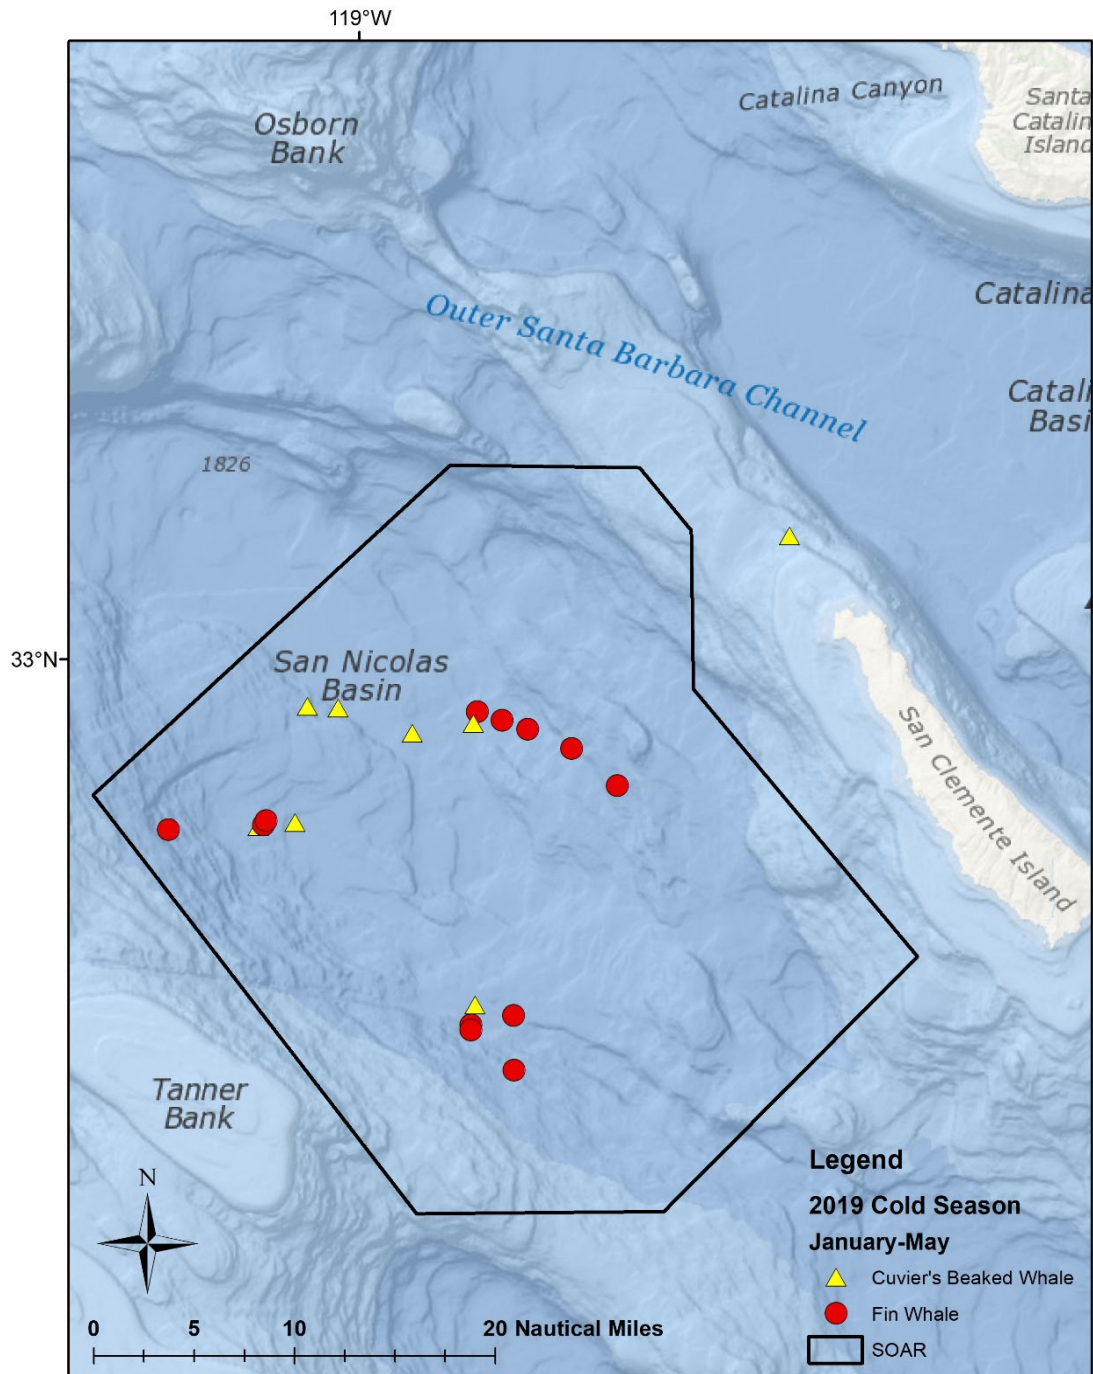 119°W
Catalina Canyon
Santa
Catalin
Island
Osborn
Bank
Catalina
Outer Santa Barbara Channel
Catali
Basi
1826
33°N
San Nicolas
Basin
San Clemente Island
Tanner
Bank
N
Legend
2019 Cold Season
January-May
Cuvier's Beaked Whale
Fin Whale
SOAR
0 5 10 20 Nautical Miles